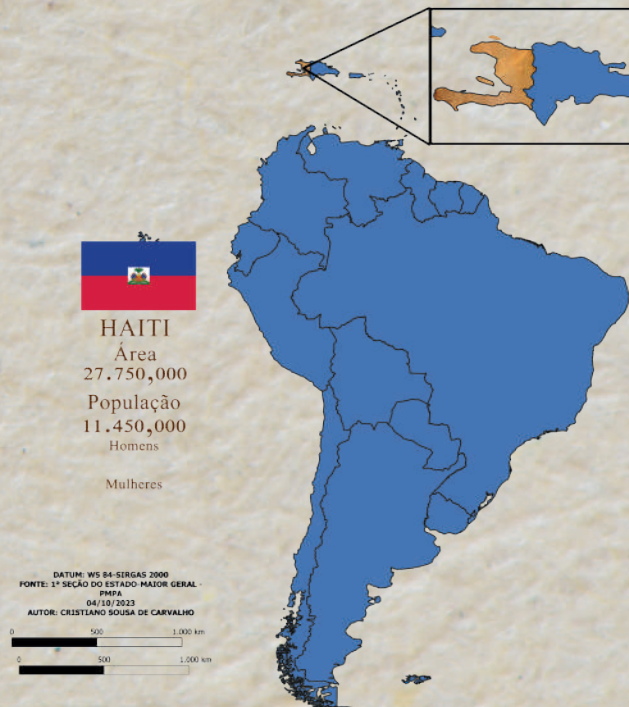 HAITI
Área
27.750,000
População
11.450,000
Homens
Mulheres
DATUM: WS 84-SIRGAS 2000
FONTE: 1ª SEÇÃO DO ESTADO-MAIOR GERAL -
PMPA
04/10/2023
AUTOR: CRISTIANO SOUSA DE CARVALHO
0 500 1.000 km
0 500 1.000 km